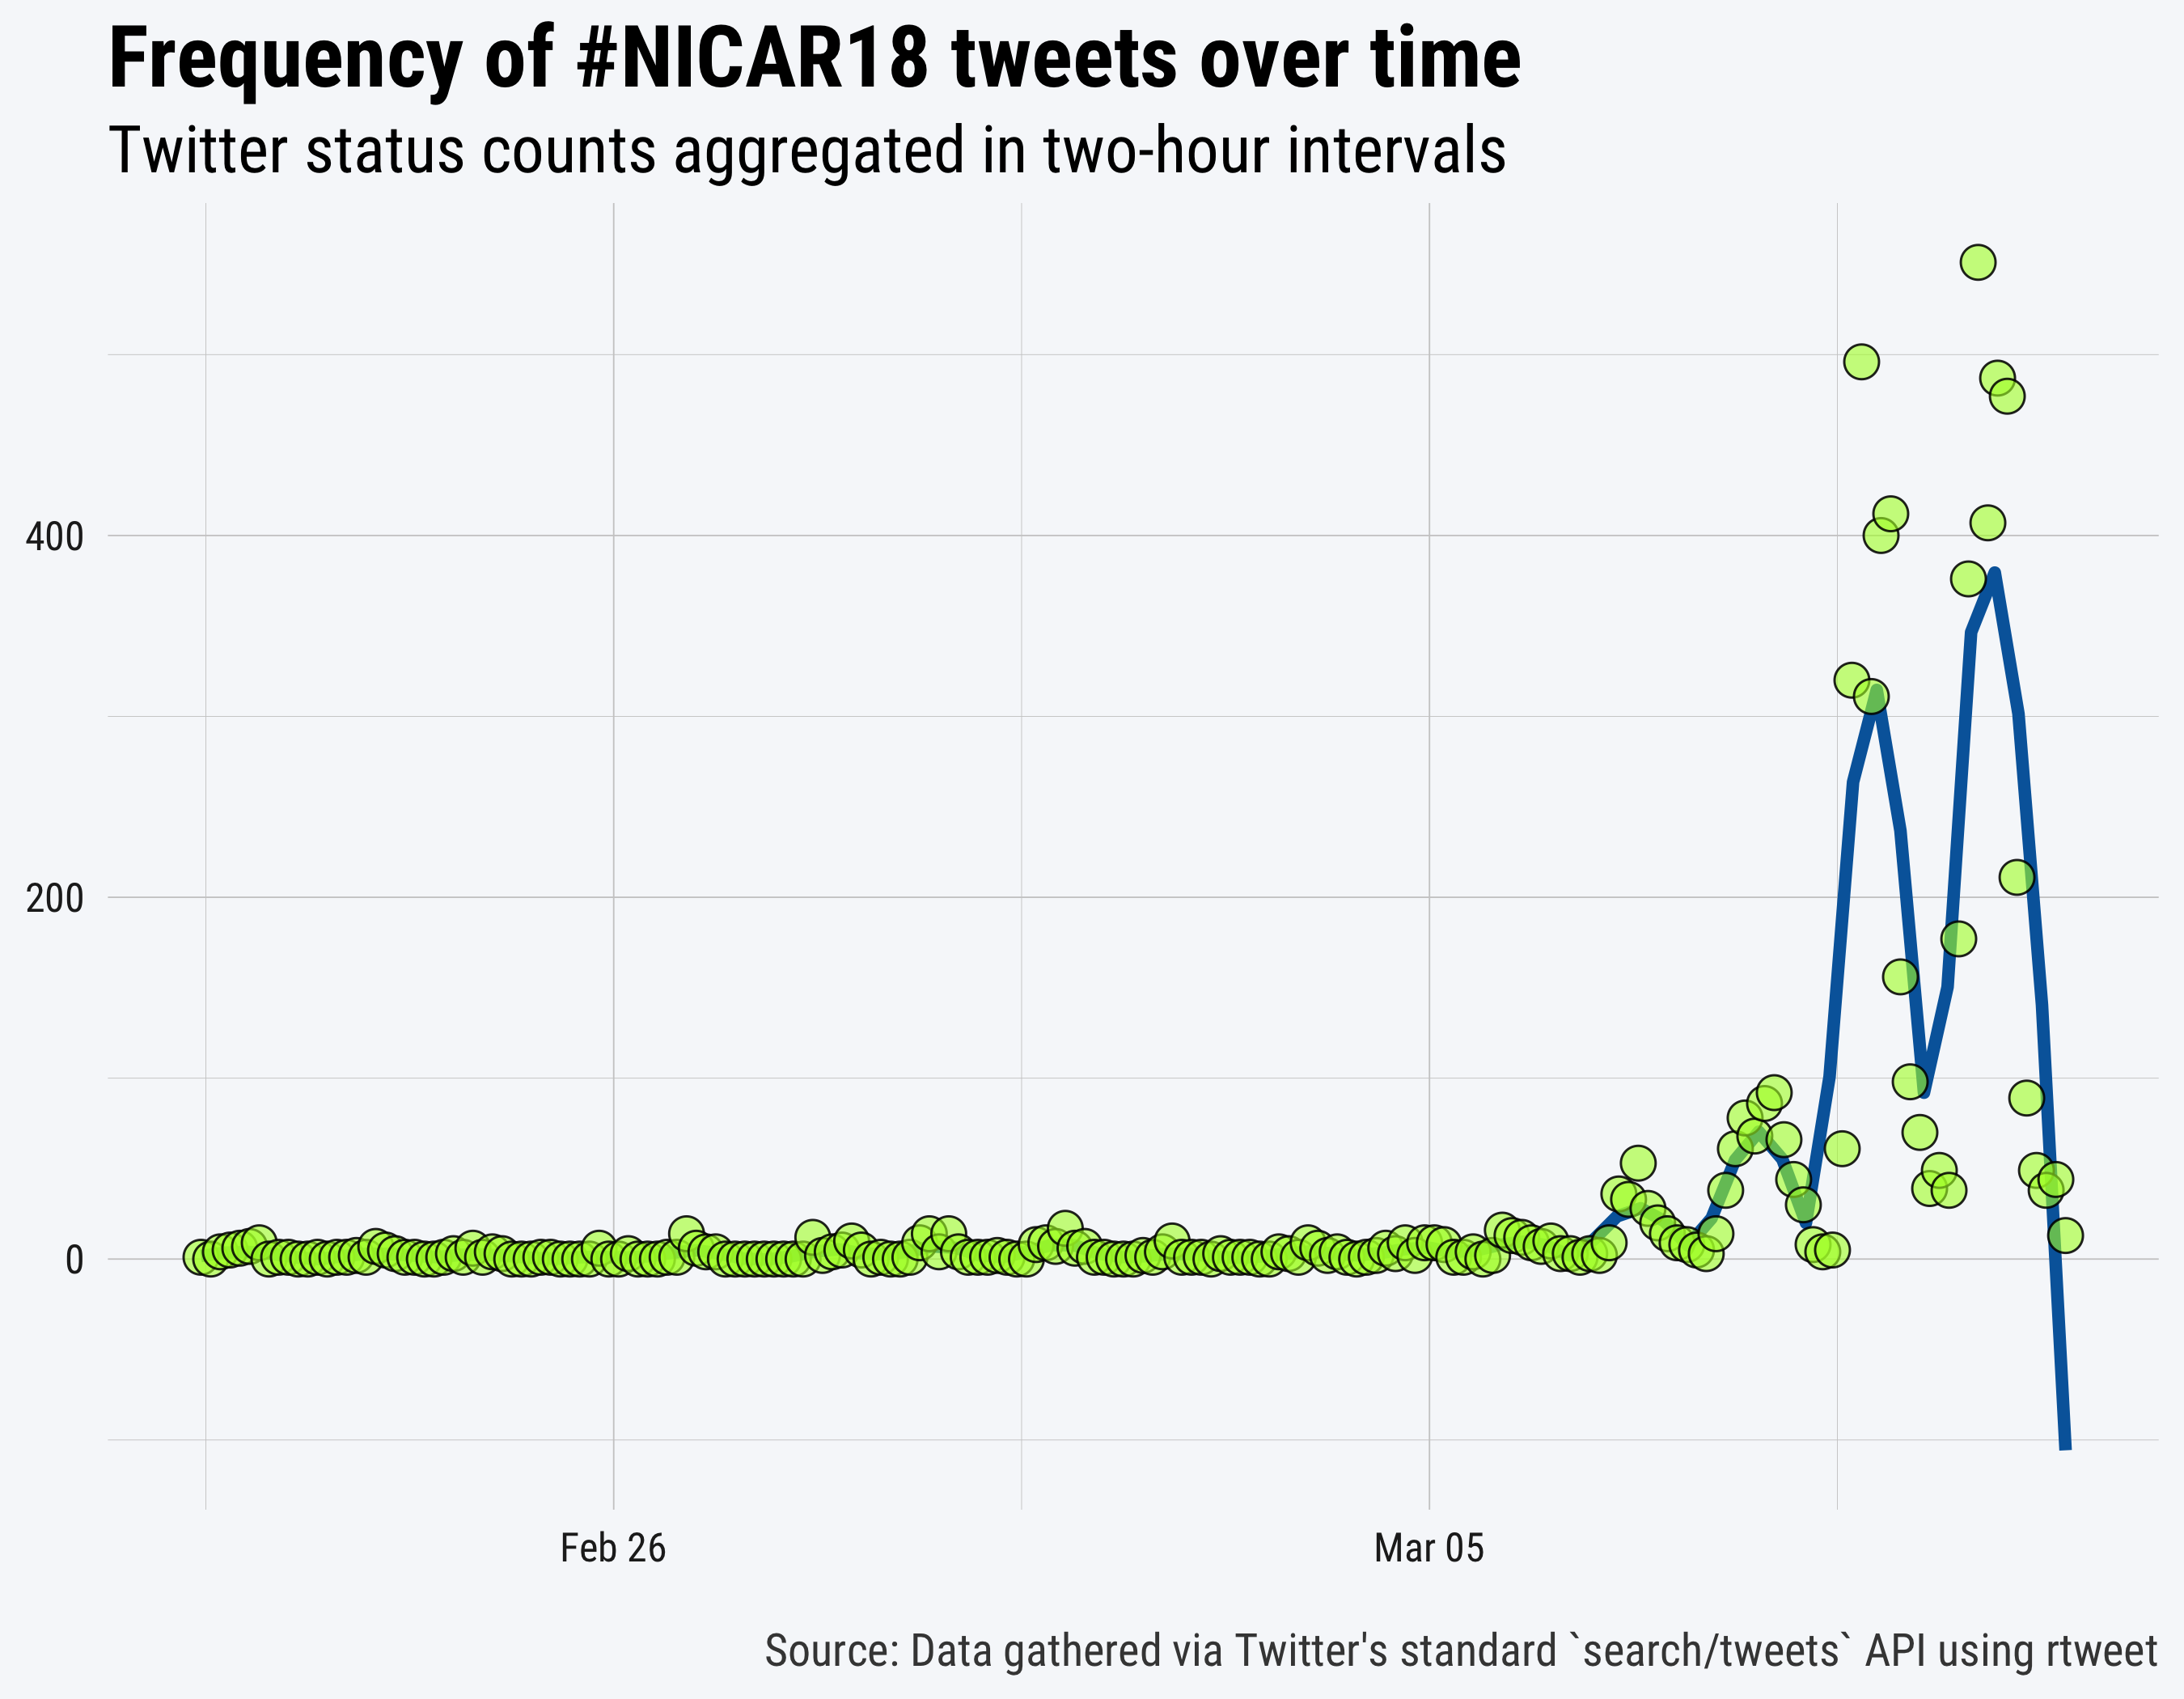 Frequency of #NICAR18 tweets over time
Twitter status counts aggregated in two-hour intervals
400
200
0
Feb 26
Mar 05
Source: Data gathered via Twitter's standard `search/tweets` API using rtweet